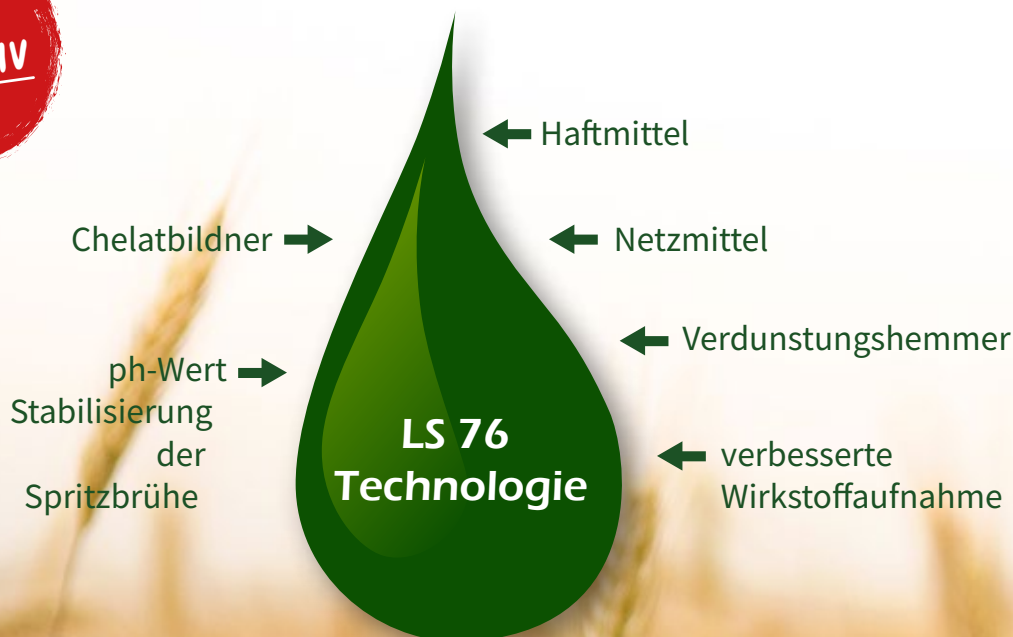 Haftmittel
Chelatbildner
Netzmittel
Verdunstungshemmer
ph-Wert
Stabilisierung
der
Spritzbrühe
LS 76
Technologie
verbesserte
Wirkstoffaufnahme